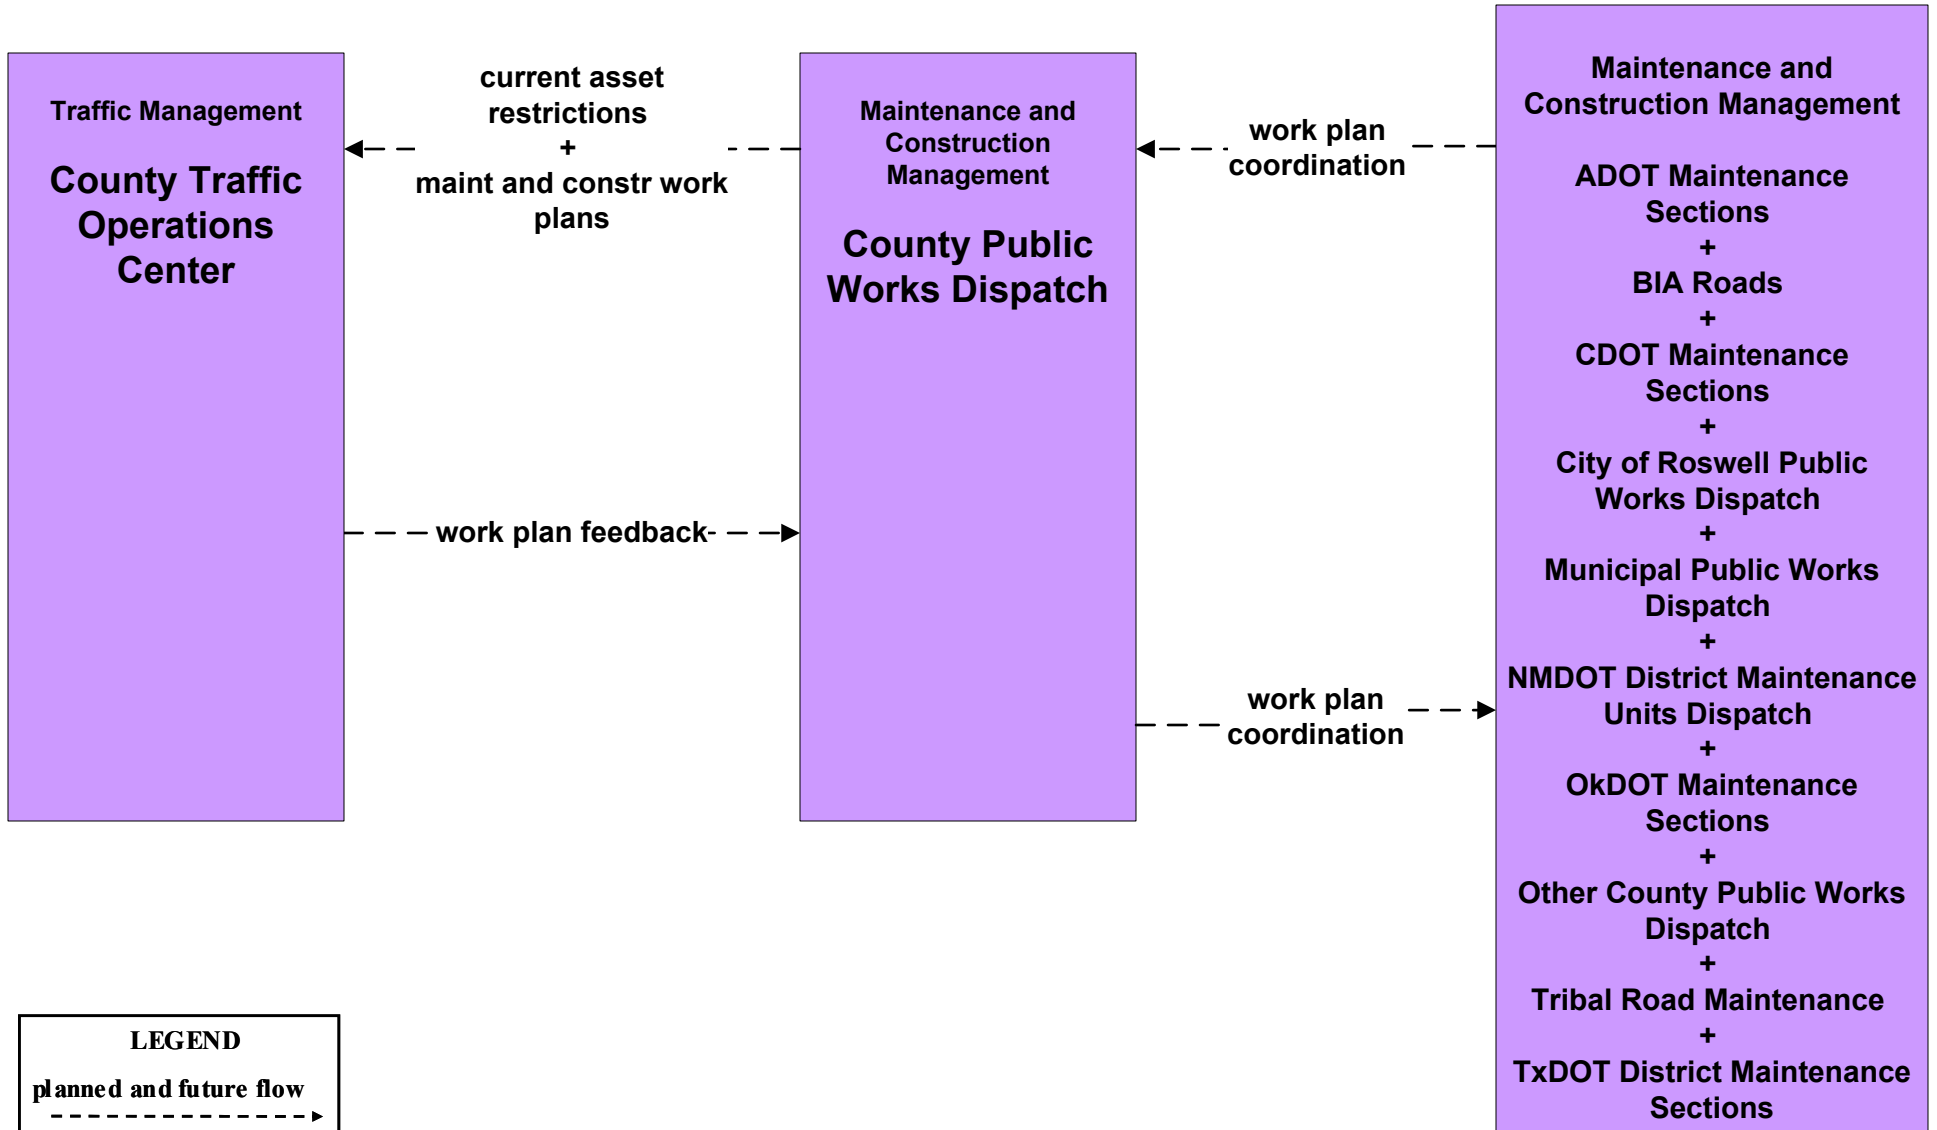 Traffic Management
County Traffic
Operations
Center
current asset
restrictions
+
maint and constr work
plans
work plan feedback
Maintenance and
Construction
Management
County Public
Works Dispatch
work plan
coordination
work plan
coordination
Maintenance and
Construction Management
ADOT Maintenance
Sections
+
BIA Roads
+
CDOT Maintenance
Sections
+
City of Roswell Public
Works Dispatch
+
Municipal Public Works
Dispatch
+
NMDOT District Maintenance
Units Dispatch
+
OkDOT Maintenance
Sections
+
Other County Public Works
Dispatch
+
Tribal Road Maintenance
+
TxDOT District Maintenance
Sections
LEGEND
planned and future flow